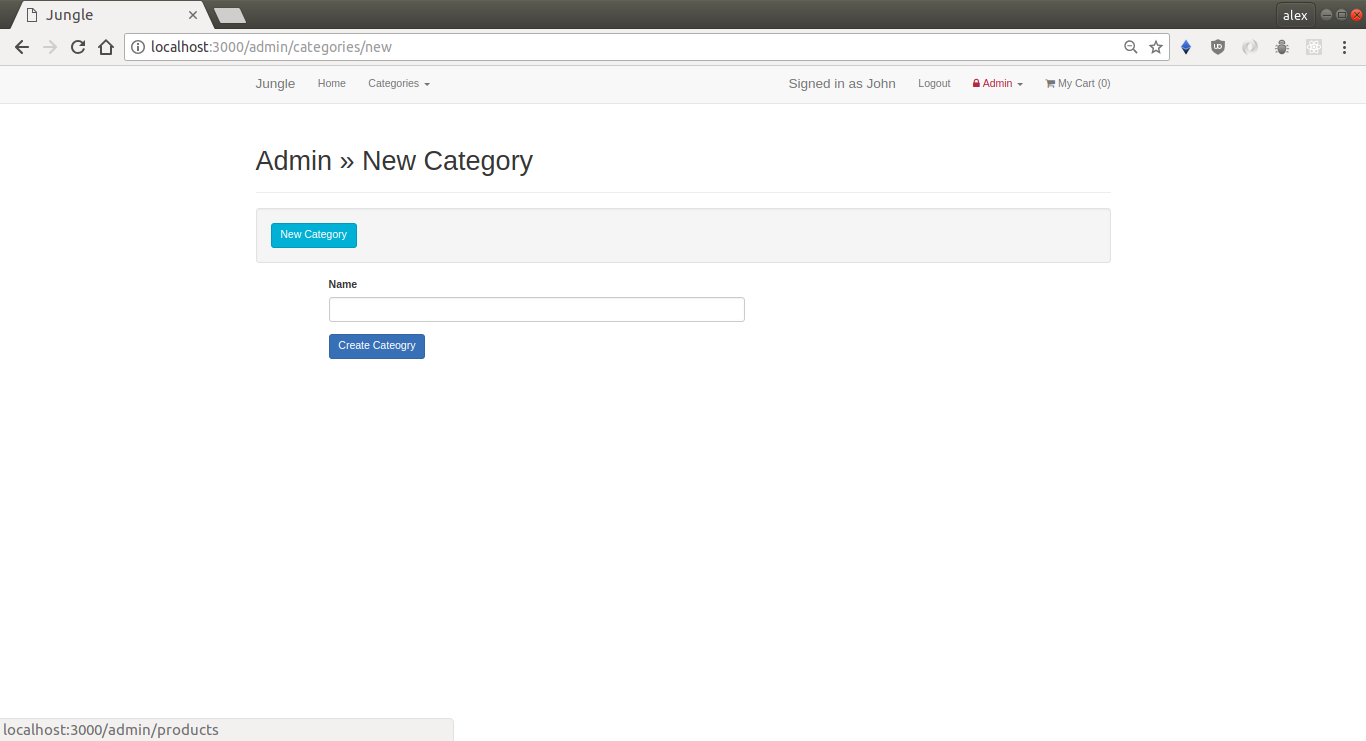 Jungle
alex
localhost:3000/admin/categories/new
Jungle Home Categories Signed in as John Logout Admin My Cart (0)
Admin » New Category
New Category
Name
Create Cateogry
localhost:3000/admin/products